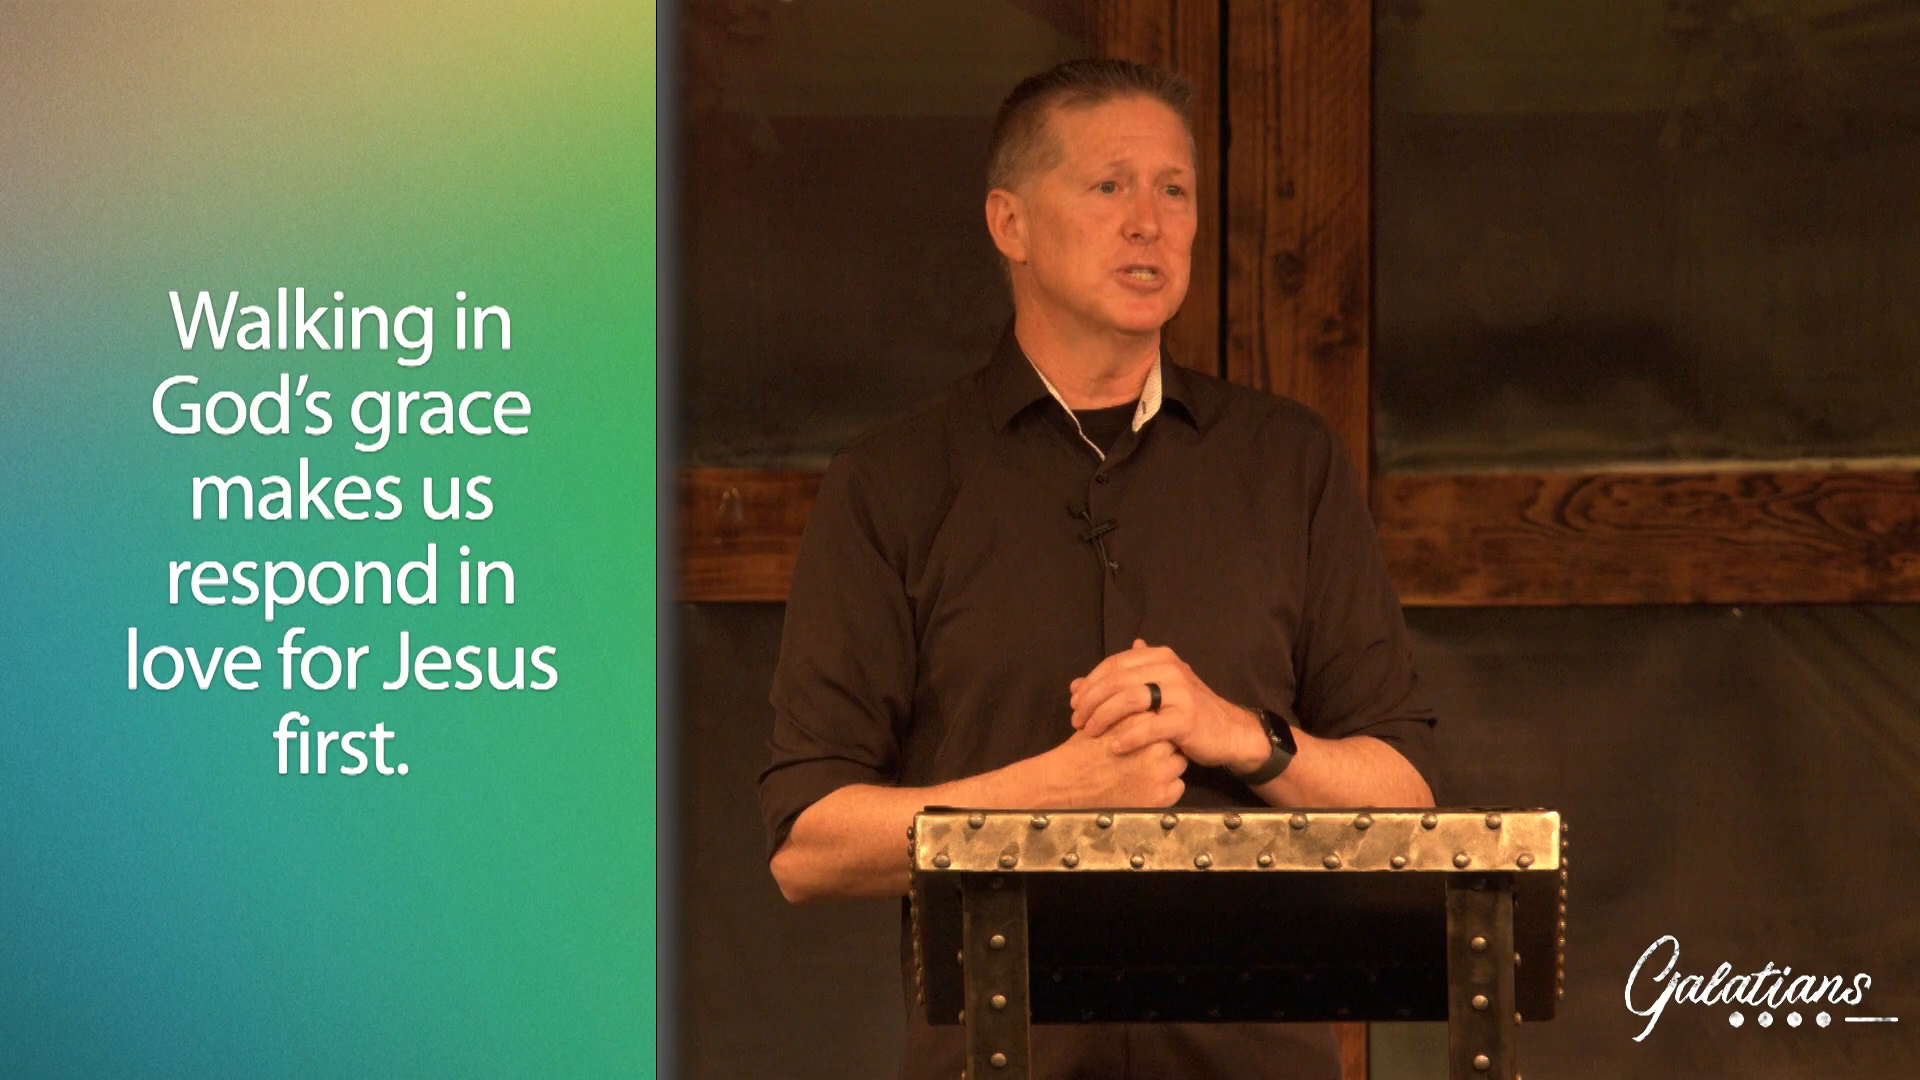 Walking in
God’s grace
makes us
respond in
love for Jesus
first.
Galatians